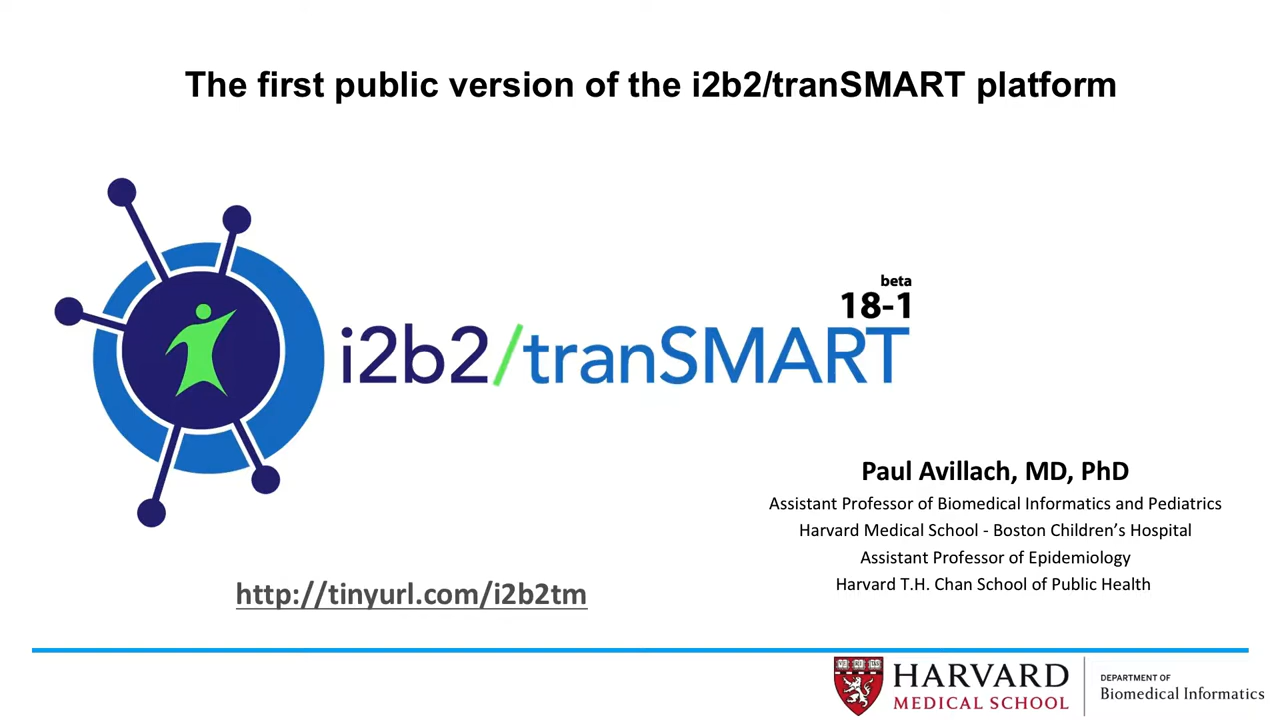 The first public version of the i2b2/tranSMART platform
beta
18-1
i2b2/tranSMART
Paul Avillach, MD, PhD
Assistant Professor of Biomedical Informatics and Pediatrics
Harvard Medical School - Boston Children’s Hospital
Assistant Professor of Epidemiology
Harvard T.H. Chan School of Public Health
http://tinyurl.com/i2b2tm
HARVARD
MEDICAL SCHOOL
DEPARTMENT OF
Biomedical Informatics